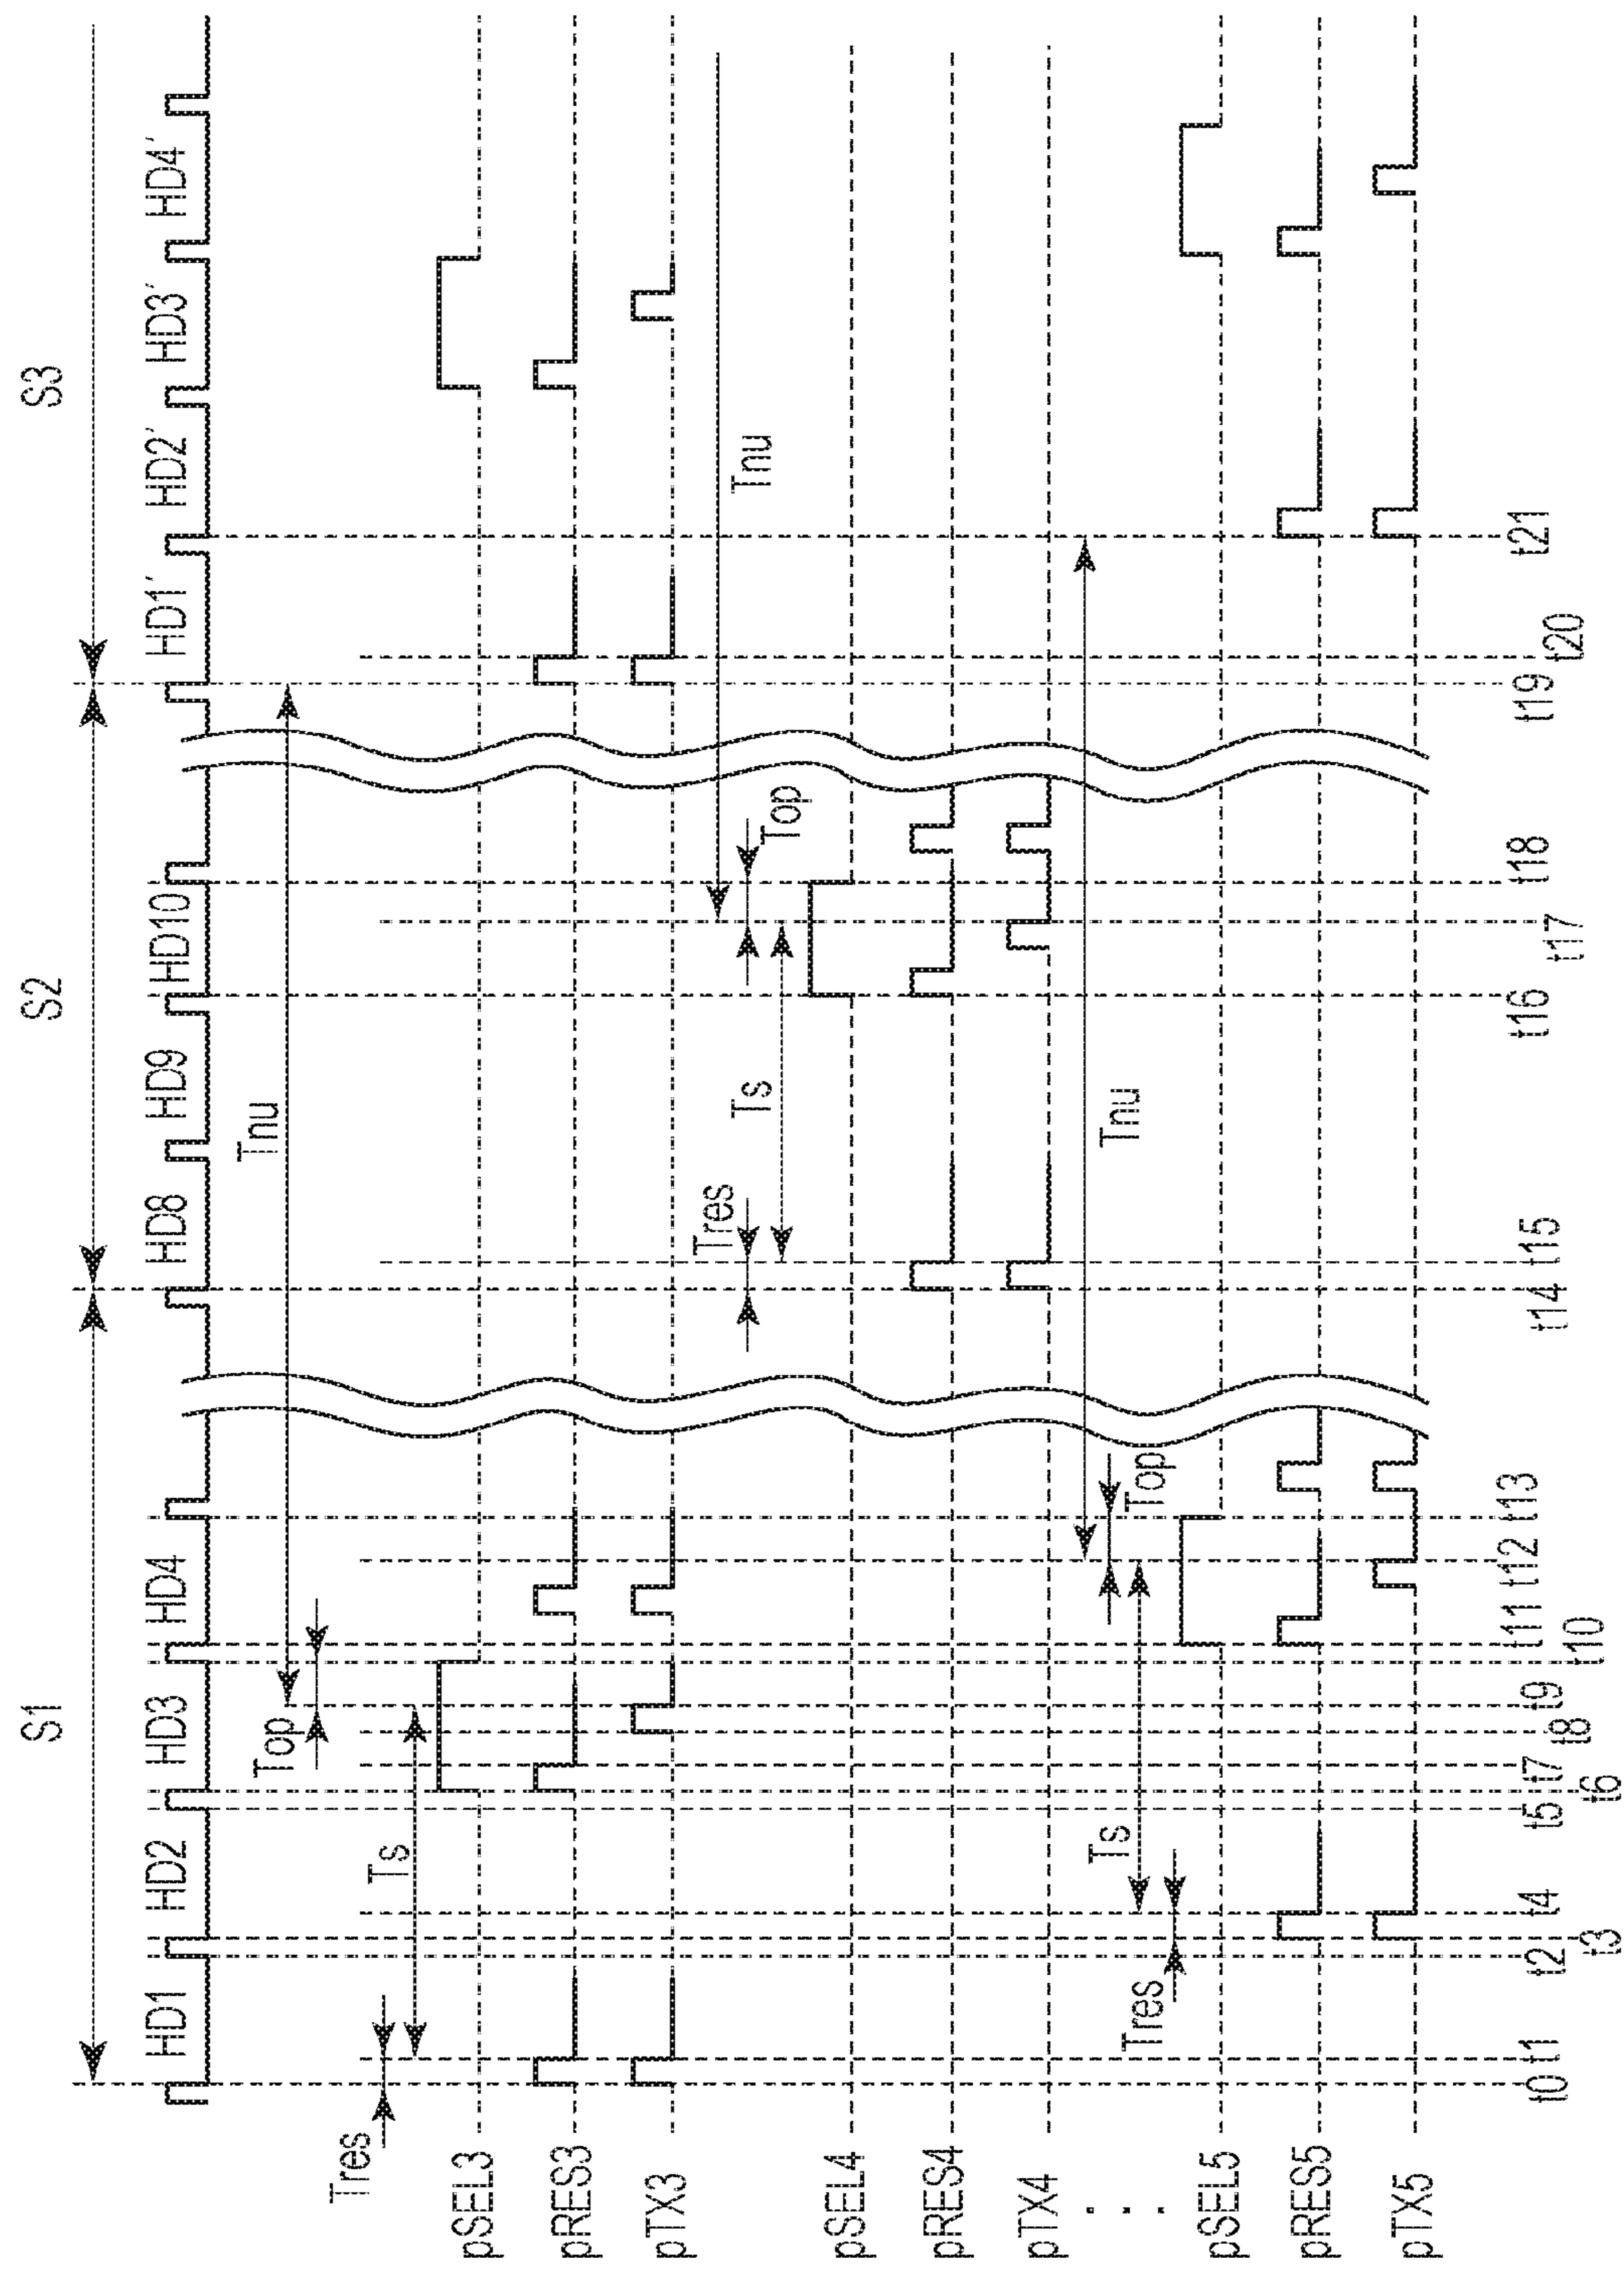 S1 S2 S3
HD1 HD2 HD3 HD4 HD8 HD9 HD10 HD1′ HD2′ HD3′ HD4′
Tnu
Top
Tres
Ts
pSEL3
pRES3
pTX3
Tnu
Tres
Top
Ts
pSEL4
pRES4
pTX4
Tnu
. . .
Ts
Top
Tres
pSEL5
pRES5
pTX5
t0 t1 t2 t3 t4 t5 t6 t7 t8 t9 t10 t11 t12 t13 t14 t15 t16 t17 t18 t19 t20 t21